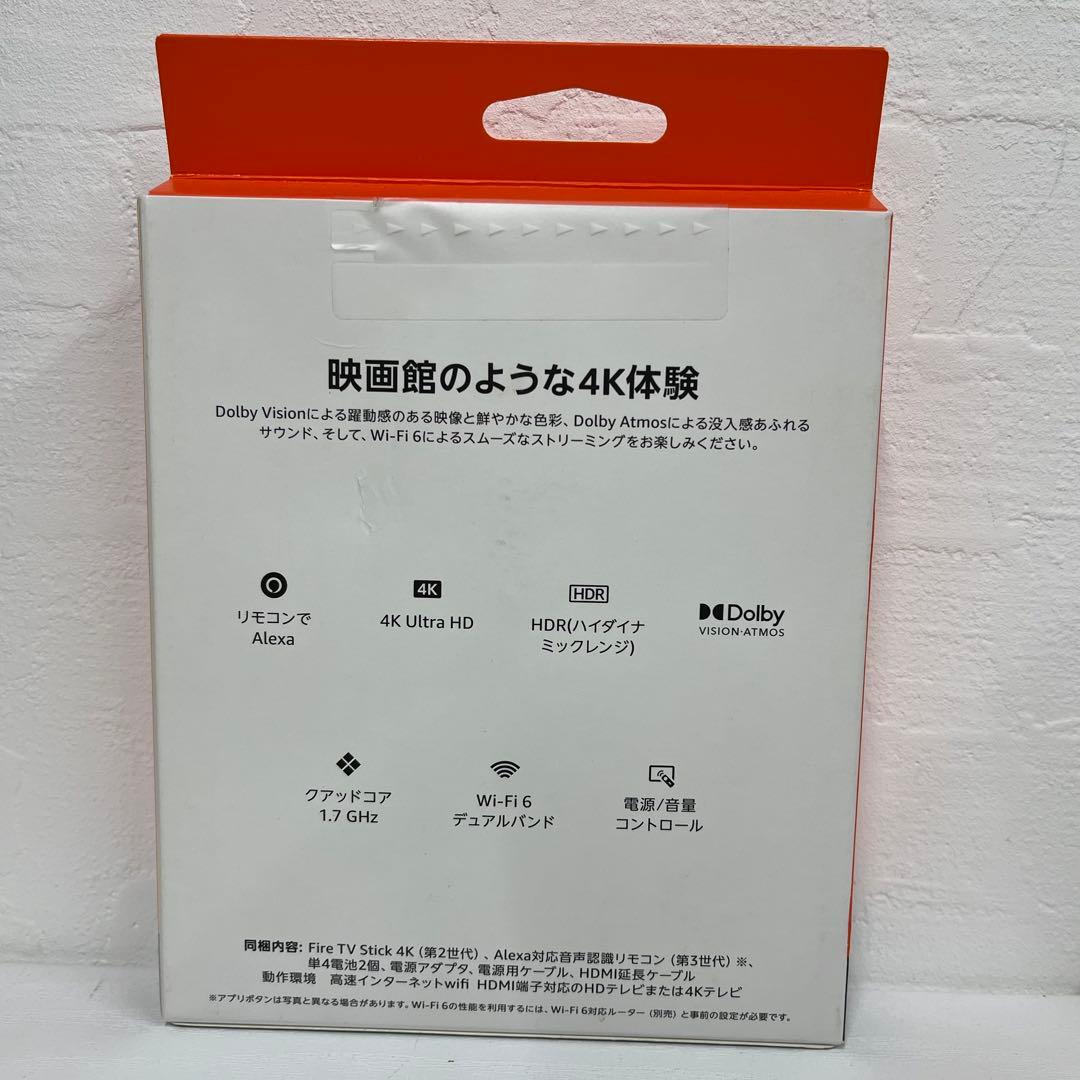 映画館のような4K体験
Dolby Visionによる躍動感のある映像と鮮やかな色彩、Dolby Atmosによる没入感あふれる
サウンド、そして、Wi-Fi 6によるスムーズなストリーミングをお楽しみください。
リモコンで
Alexa
4K
4K Ultra HD
HDR
HDR(ハイダイナ
ミックレンジ)
Dolby
VISION·ATMOS
クアッドコア
1.7 GHz
Wi-Fi 6
デュアルバンド
電源/音量
コントロール
同梱内容: Fire TV Stick 4K (第2世代) 、Alexa対応音声認識リモコン (第3世代) ※、
単4電池2個、電源アダプタ、電源用ケーブル、HDMI延長ケーブル
動作環境 高速インターネットwifi HDMI端子対応のHDテレビまたは4Kテレビ
※アプリボタンは写真と異なる場合があります。Wi-Fi 6の性能を利用するには、Wi-Fi 6対応ルーター (別売) と事前の設定が必要です。